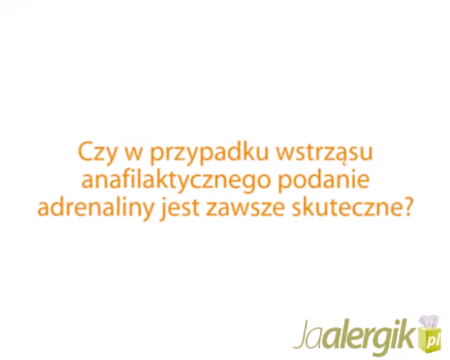 Czy w przypadku wstrząsu
anafilaktycznego podanie
adrenaliny jest zawsze skuteczne?
Jaalergik pl